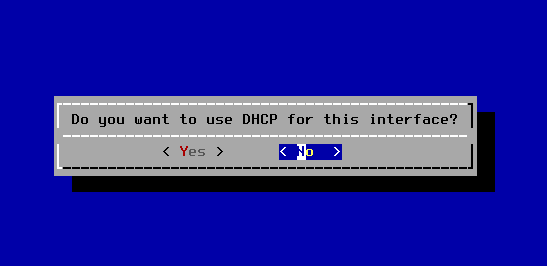 Do you want to use DHCP for this interface?
< Yes > < No >